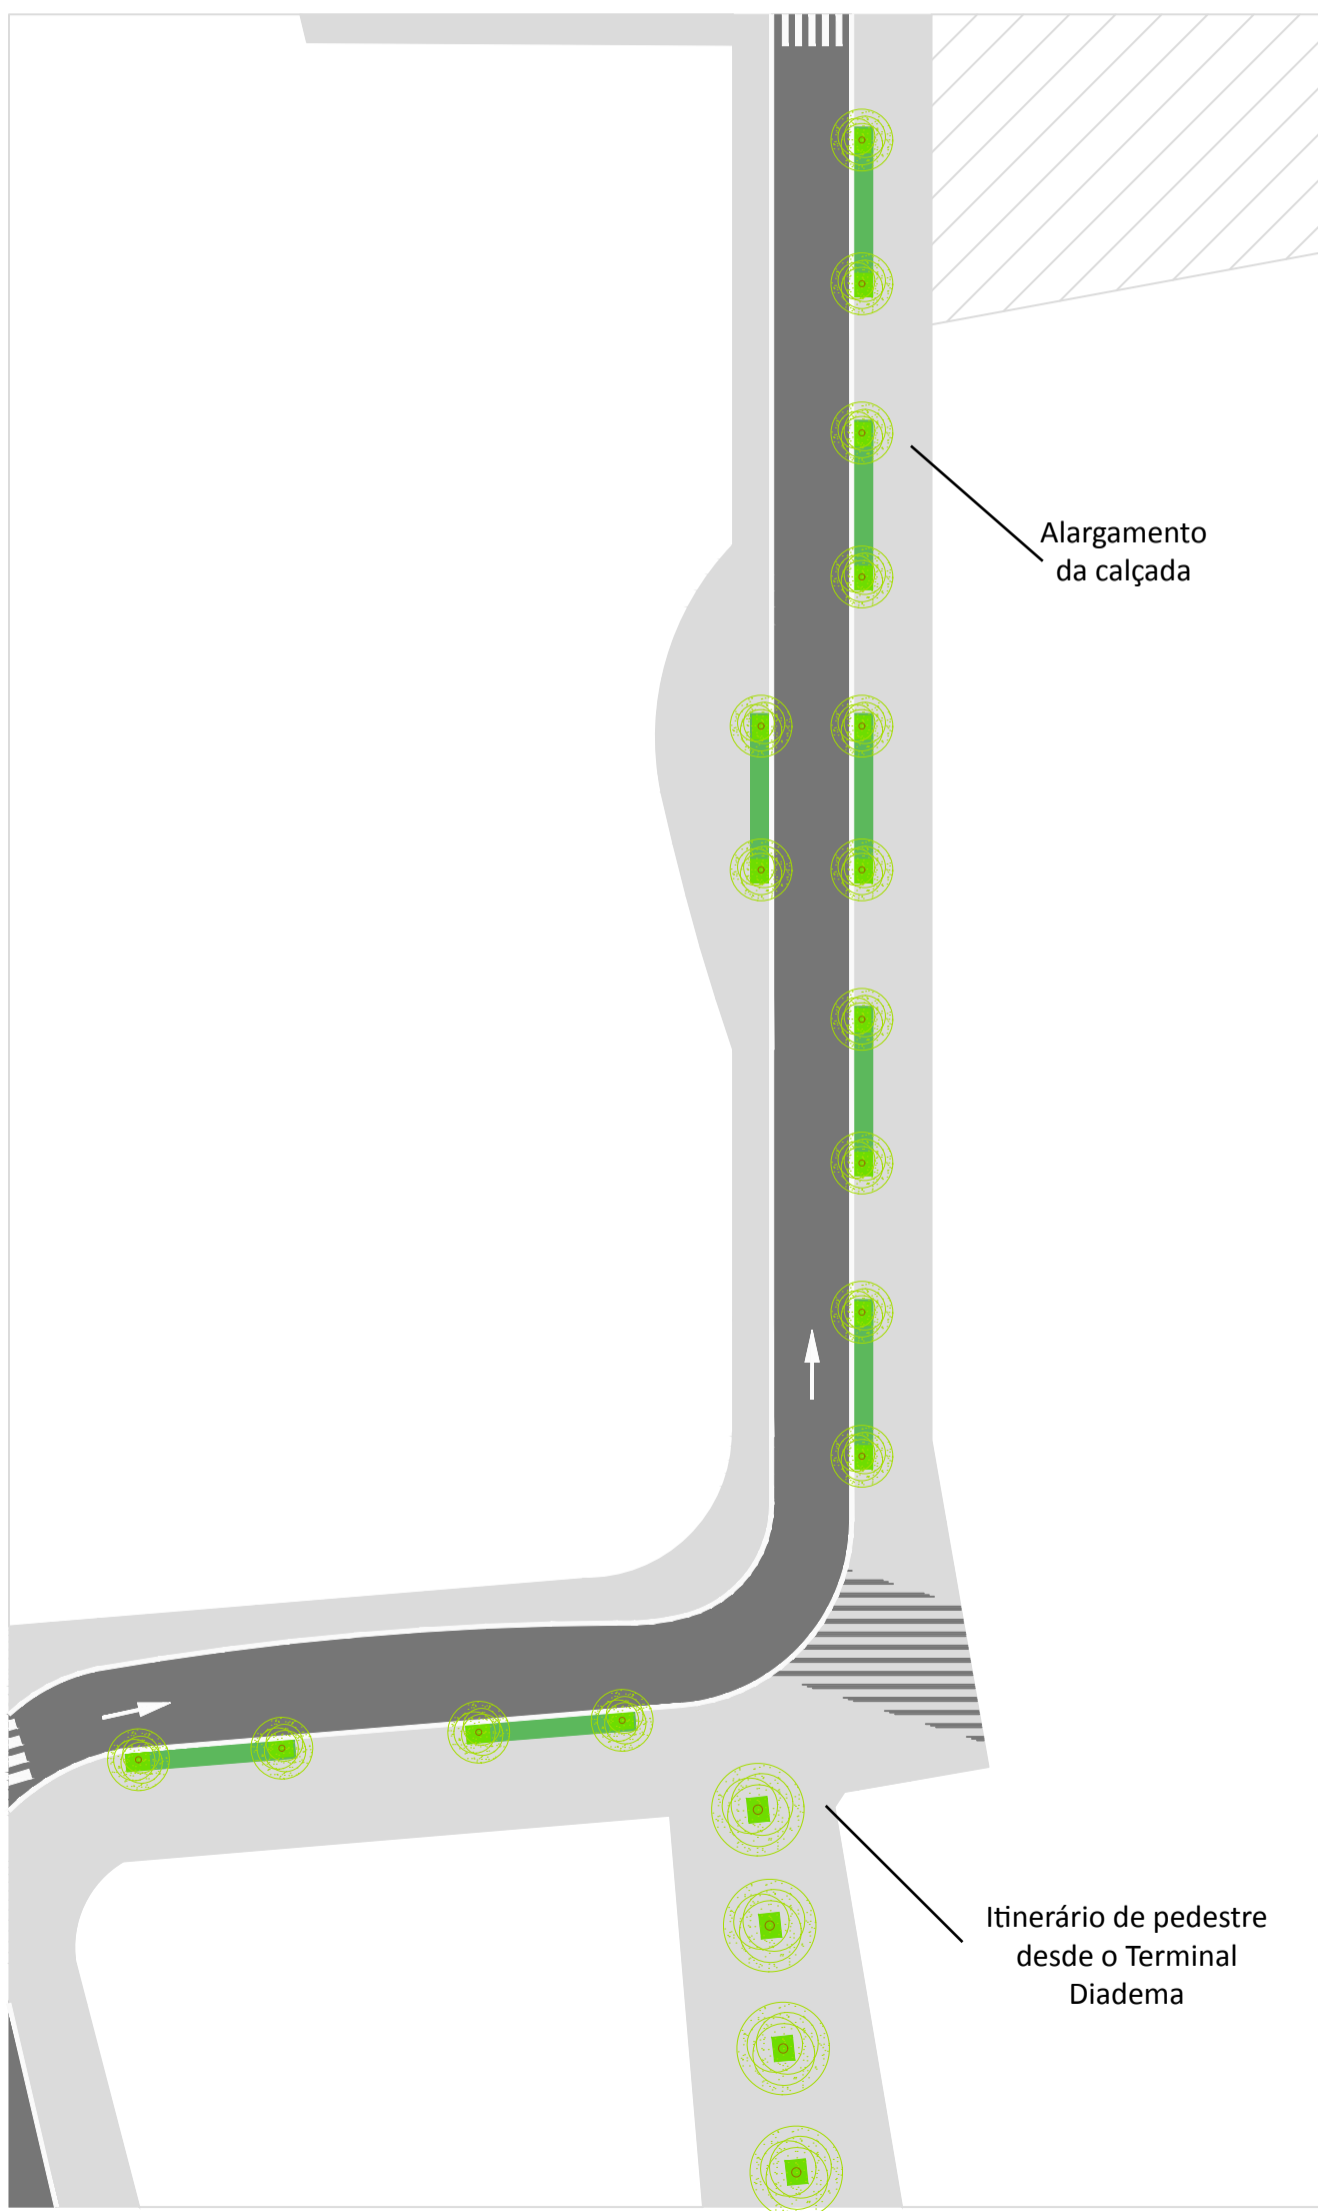 Alargamento
da calçada
Itinerário de pedestre
desde o Terminal
Diadema